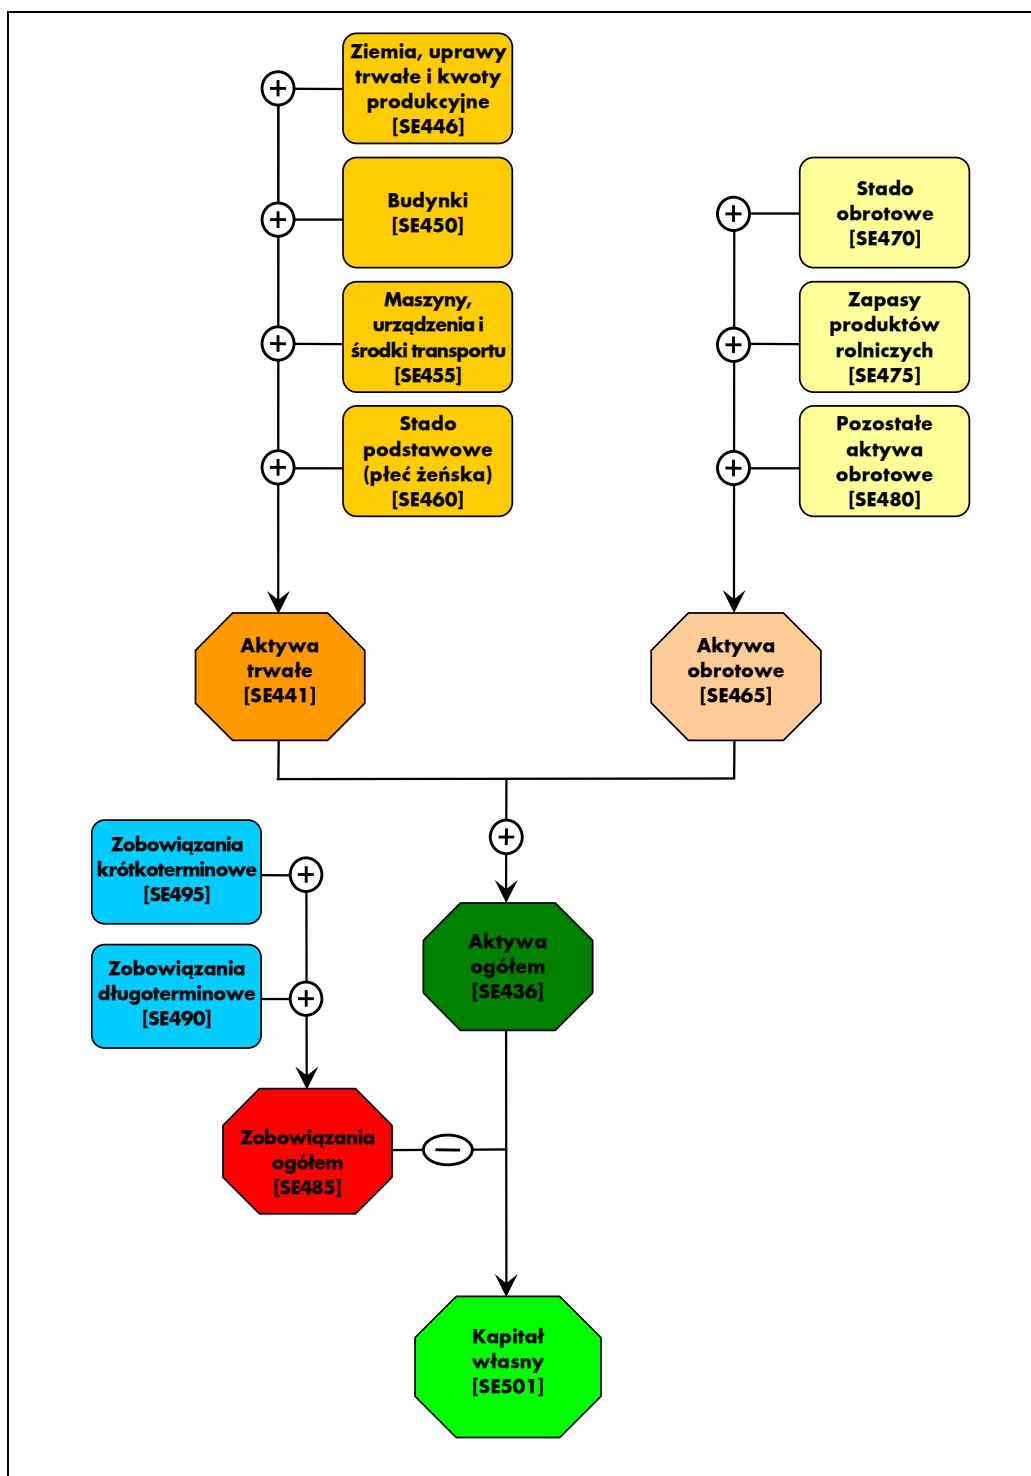 Ziemia, uprawy
trwałe i kwoty
produkcyjne
[SE446]
Budynki
[SE450]
Maszyny,
urządzenia i
środki transportu
[SE455]
Stado
podstawowe
(płeć żeńska)
[SE460]
Stado
obrotowe
[SE470]
Zapasy
produktów
rolniczych
[SE475]
Pozostałe
aktywa
obrotowe
[SE480]
Aktywa
trwałe
[SE441]
Aktywa
obrotowe
[SE465]
Zobowiązania
krótkoterminowe
[SE495]
Zobowiązania
długoterminowe
[SE490]
Aktywa
ogółem
[SE436]
Zobowiązania
ogółem
[SE485]
Kapitał
własny
[SE501]